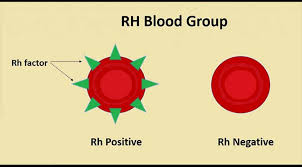 RH Blood Group
Rh factor
Rh Positive
Rh Negative